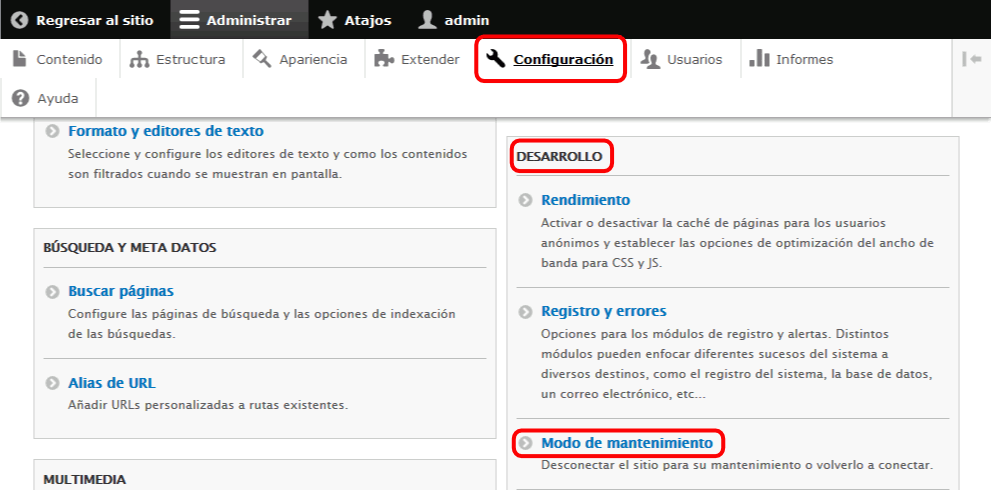 Regresar al sitio Administrar Atajos admin
Contenido Estructura Apariencia Extender Configuración Usuarios Informes
Ayuda
Formato y editores de texto
Seleccione y configure los editores de texto y como los contenidos
son filtrados cuando se muestran en pantalla.
BÚSQUEDA Y META DATOS
Buscar páginas
Configure las páginas de búsqueda y las opciones de indexación
de las búsquedas.
Alias de URL
Añadir URLs personalizadas a rutas existentes.
MULTIMEDIA
DESARROLLO
Rendimiento
Activar o desactivar la caché de páginas para los usuarios
anónimos y establecer las opciones de optimización del ancho de
banda para CSS y JS.
Registro y errores
Opciones para los módulos de registro y alertas. Distintos
módulos pueden enfocar diferentes sucesos del sistema a
diversos destinos, como el registro del sistema, la base de datos,
un correo electrónico, etc...
Modo de mantenimiento
Desconectar el sitio para su mantenimiento o volverlo a conectar.